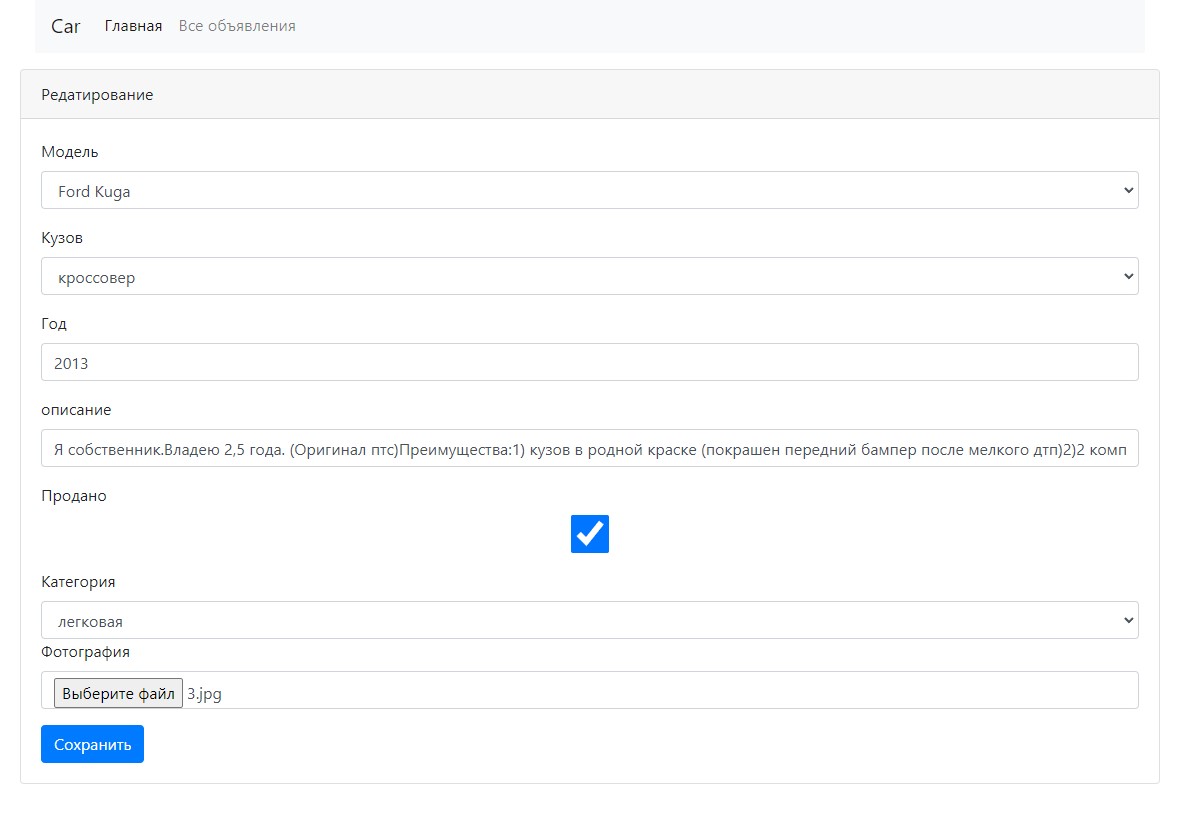 Car Главная Все объявления
Редатирование
Модель
Ford Kuga
Кузов
кроссовер
Год
2013
описание
Я собственник.Владею 2,5 года. (Оригинал птс)Преимущества:1) кузов в родной краске (покрашен передний бампер после мелкого дтп)2)2 комп
Продано
Категория
легковая
Фотография
Выберите файл 3.jpg
Сохранить